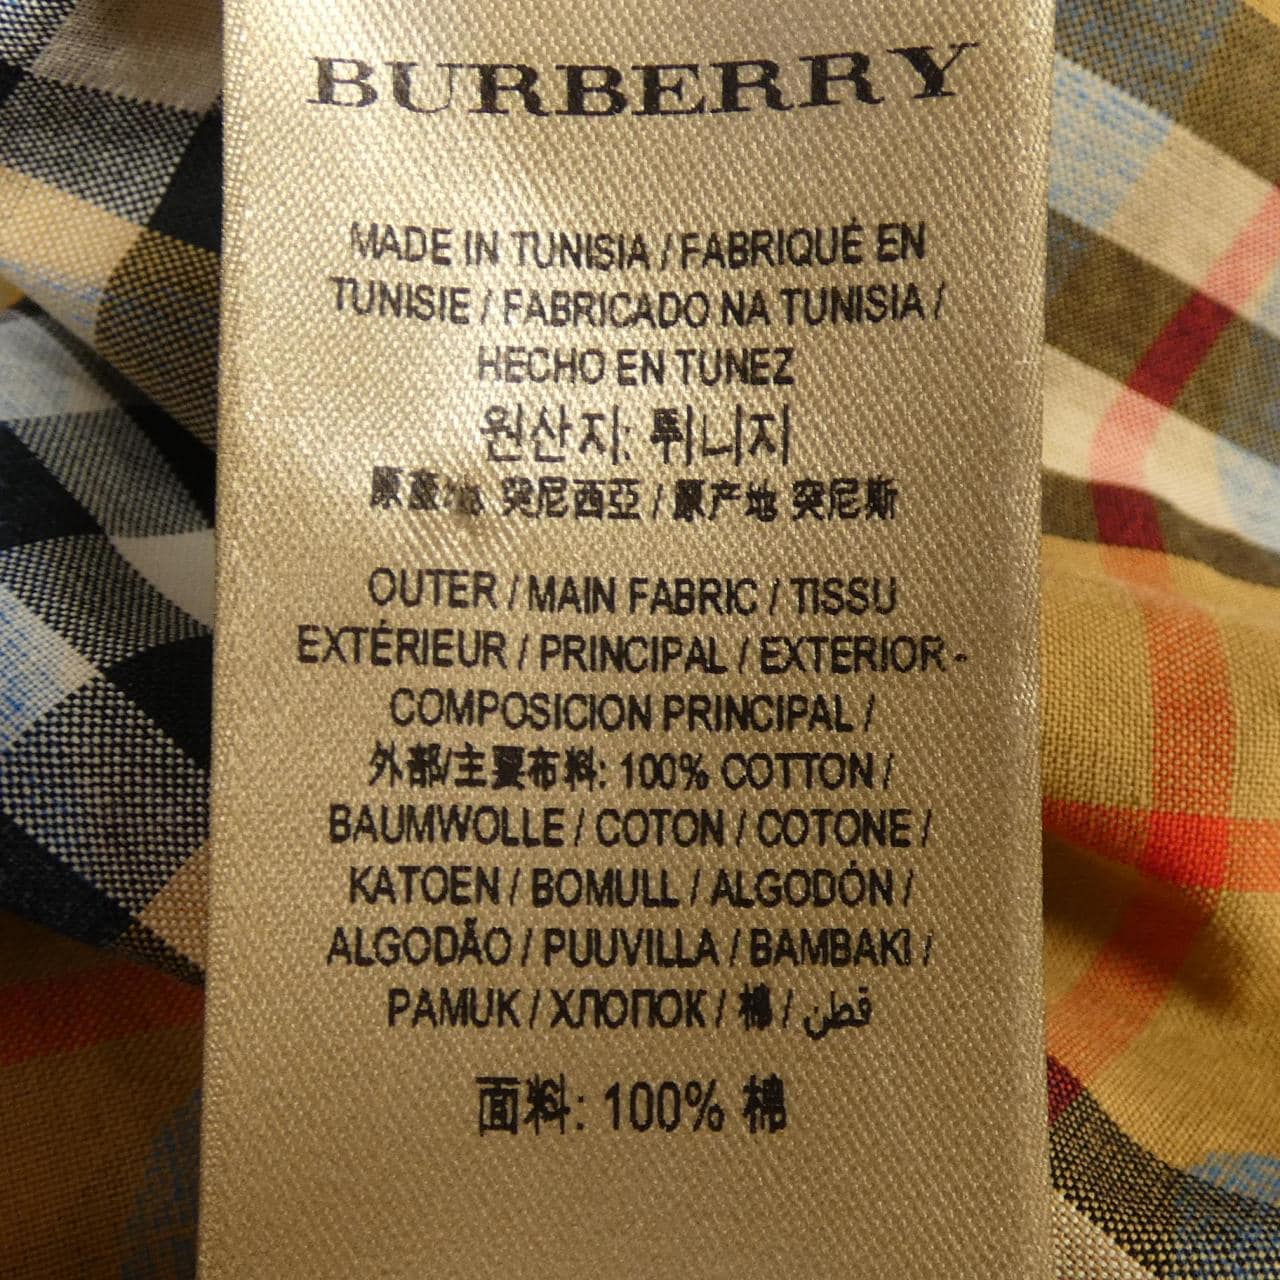 BURBERRY
MADE IN TUNISIA / FABRIQUÉ EN
TUNISIE / FABRICADO NA TUNISIA /
HECHO EN TUNEZ
원산지: 튀니지
原產地 突尼西亞 / 原产地 突尼斯
OUTER / MAIN FABRIC / TISSU
EXTÉRIEUR / PRINCIPAL / EXTERIOR -
COMPOSICION PRINCIPAL /
外部/主要布料: 100% COTTON /
BAUMWOLLE / COTON / COTONE /
KATOEN / BOMULL / ALGODÓN /
ALGODÃO / PUUVILLA / BAMBAKI /
PAMUK / ХЛОПОК / 棉 / قطن
面料: 100% 棉